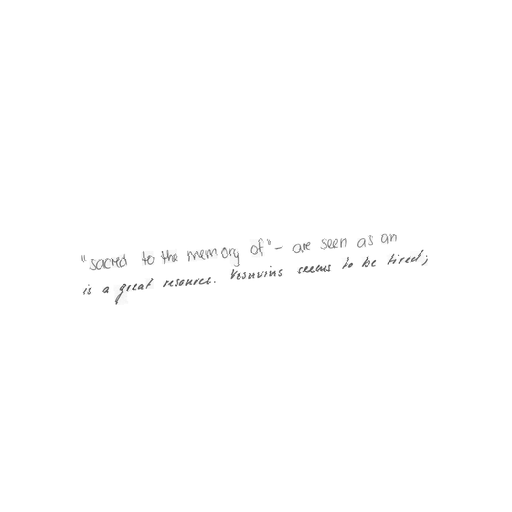 "sacred to the memory of" - are seen as an
is a great resource. Vesuvius seems to be tired;